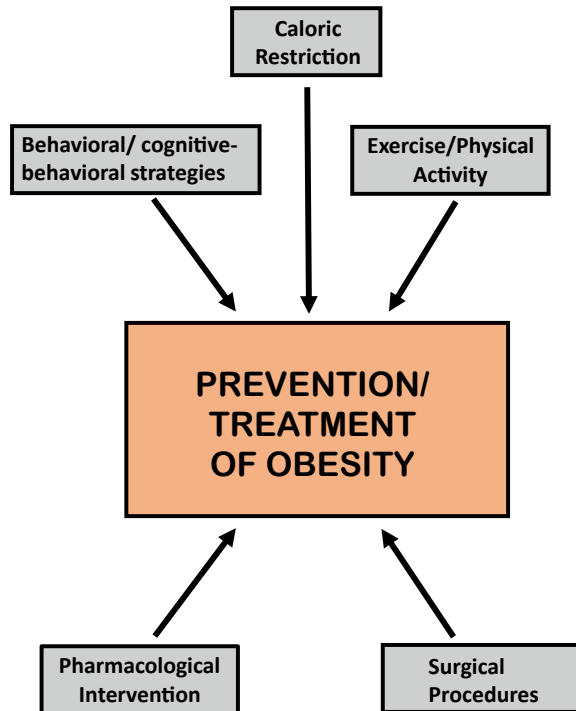 Caloric
Restriction
Behavioral/ cognitive-
behavioral strategies
Exercise/Physical
Activity
PREVENTION/
TREATMENT
OF OBESITY
Pharmacological
Intervention
Surgical
Procedures